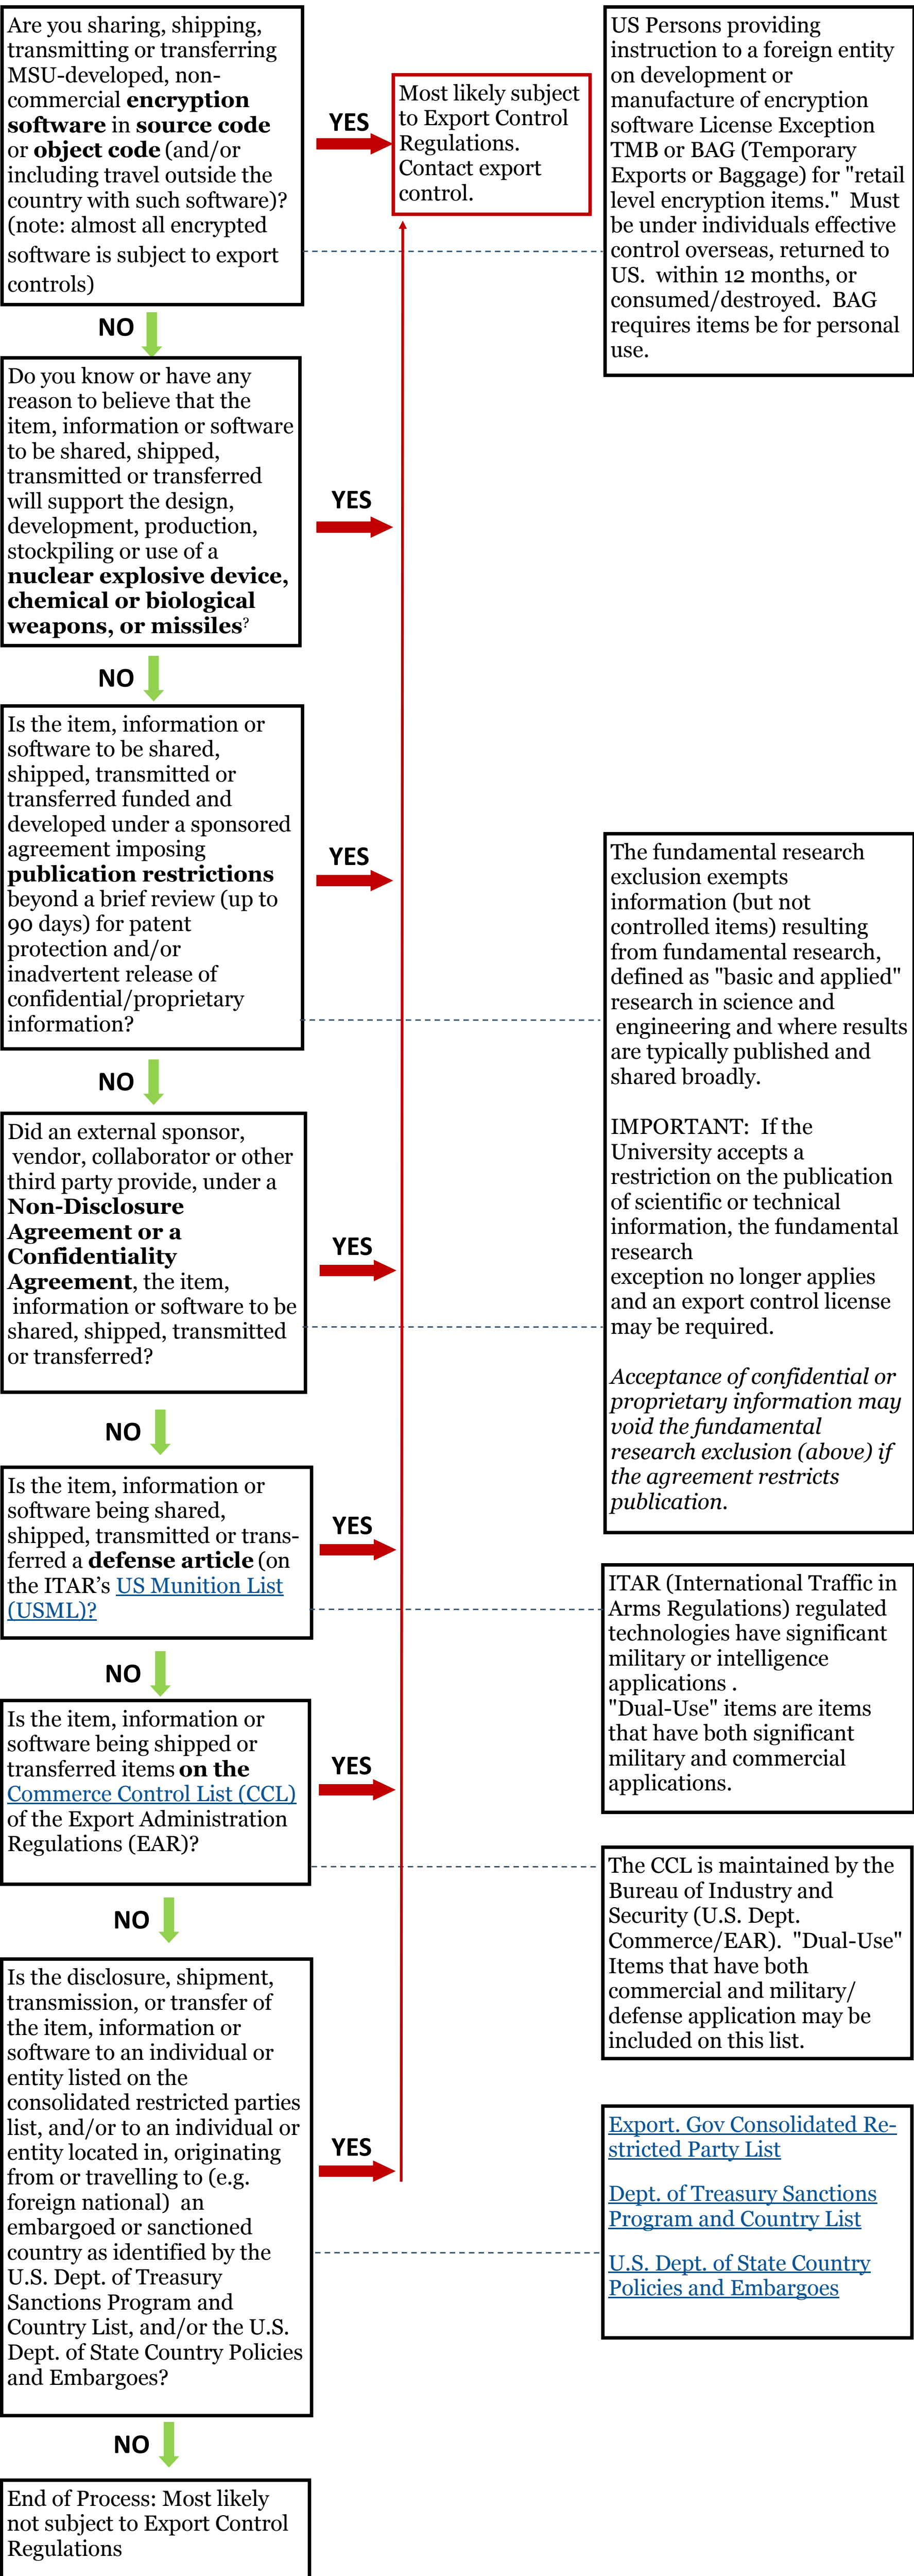 Are you sharing, shipping,
transmitting or transferring
MSU-developed, non-
commercial encryption
software in source code
or object code (and/or
including travel outside the
country with such software)?
(note: almost all encrypted
software is subject to export
controls)
YES
Most likely subject
to Export Control
Regulations.
Contact export
control.
US Persons providing
instruction to a foreign entity
on development or
manufacture of encryption
software License Exception
TMB or BAG (Temporary
Exports or Baggage) for "retail
level encryption items."  Must
be under individuals effective
control overseas, returned to
US.  within 12 months, or
consumed/destroyed.  BAG
requires items be for personal
use.
NO
Do you know or have any
reason to believe that the
item, information or software
to be shared, shipped,
transmitted or transferred
will support the design,
development, production,
stockpiling or use of a
nuclear explosive device,
chemical or biological
weapons, or missiles?
YES
NO
Is the item, information or
software to be shared,
shipped, transmitted or
transferred funded and
developed under a sponsored
agreement imposing
publication restrictions
beyond a brief review (up to
90 days) for patent
protection and/or
inadvertent release of
confidential/proprietary
information?
YES
The fundamental research
exclusion exempts
information (but not
controlled items) resulting
from fundamental research,
defined as "basic and applied"
research in science and
engineering and where results
are typically published and
shared broadly.
IMPORTANT:  If the
University accepts a
restriction on the publication
of scientific or technical
information, the fundamental
research
exception no longer applies
and an export control license
may be required.
Acceptance of confidential or
proprietary information may
void the fundamental
research exclusion (above) if
the agreement restricts
publication.
NO
Did an external sponsor,
vendor, collaborator or other
third party provide, under a
Non-Disclosure
Agreement or a
Confidentiality
Agreement, the item,
information or software to be
shared, shipped, transmitted
or transferred?
YES
NO
Is the item, information or
software being shared,
shipped, transmitted or trans-
ferred a defense article (on
the ITAR’s US Munition List
(USML)?
YES
ITAR (International Traffic in
Arms Regulations) regulated
technologies have significant
military or intelligence
applications .
"Dual-Use" items are items
that have both significant
military and commercial
applications.
NO
Is the item, information or
software being shipped or
transferred items on the
Commerce Control List (CCL)
of the Export Administration
Regulations (EAR)?
YES
The CCL is maintained by the
Bureau of Industry and
Security (U.S. Dept.
Commerce/EAR).  "Dual-Use"
Items that have both
commercial and military/
defense application may be
included on this list.
NO
Is the disclosure, shipment,
transmission, or transfer of
the item, information or
software to an individual or
entity listed on the
consolidated restricted parties
list, and/or to an individual or
entity located in, originating
from or travelling to (e.g.
foreign national)  an
embargoed or sanctioned
country as identified by the
U.S. Dept. of Treasury
Sanctions Program and
Country List, and/or the U.S.
Dept. of State Country Policies
and Embargoes?
YES
Export. Gov Consolidated Re-
stricted Party List
Dept. of Treasury Sanctions
Program and Country List
U.S. Dept. of State Country
Policies and Embargoes
NO
End of Process: Most likely
not subject to Export Control
Regulations